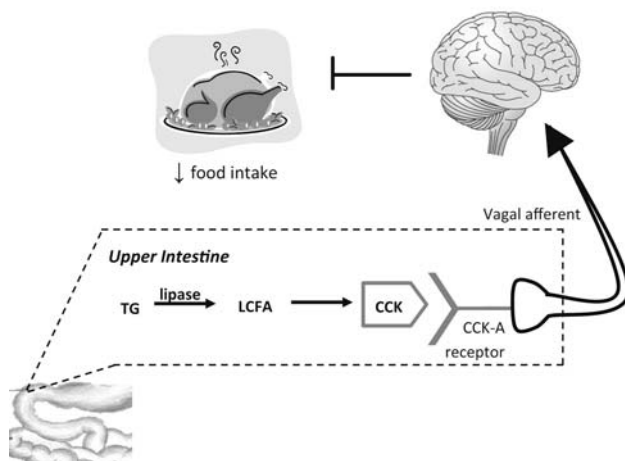 ↓ food intake
Vagal afferent
Upper Intestine
TG lipase LCFA CCK
CCK-A
receptor